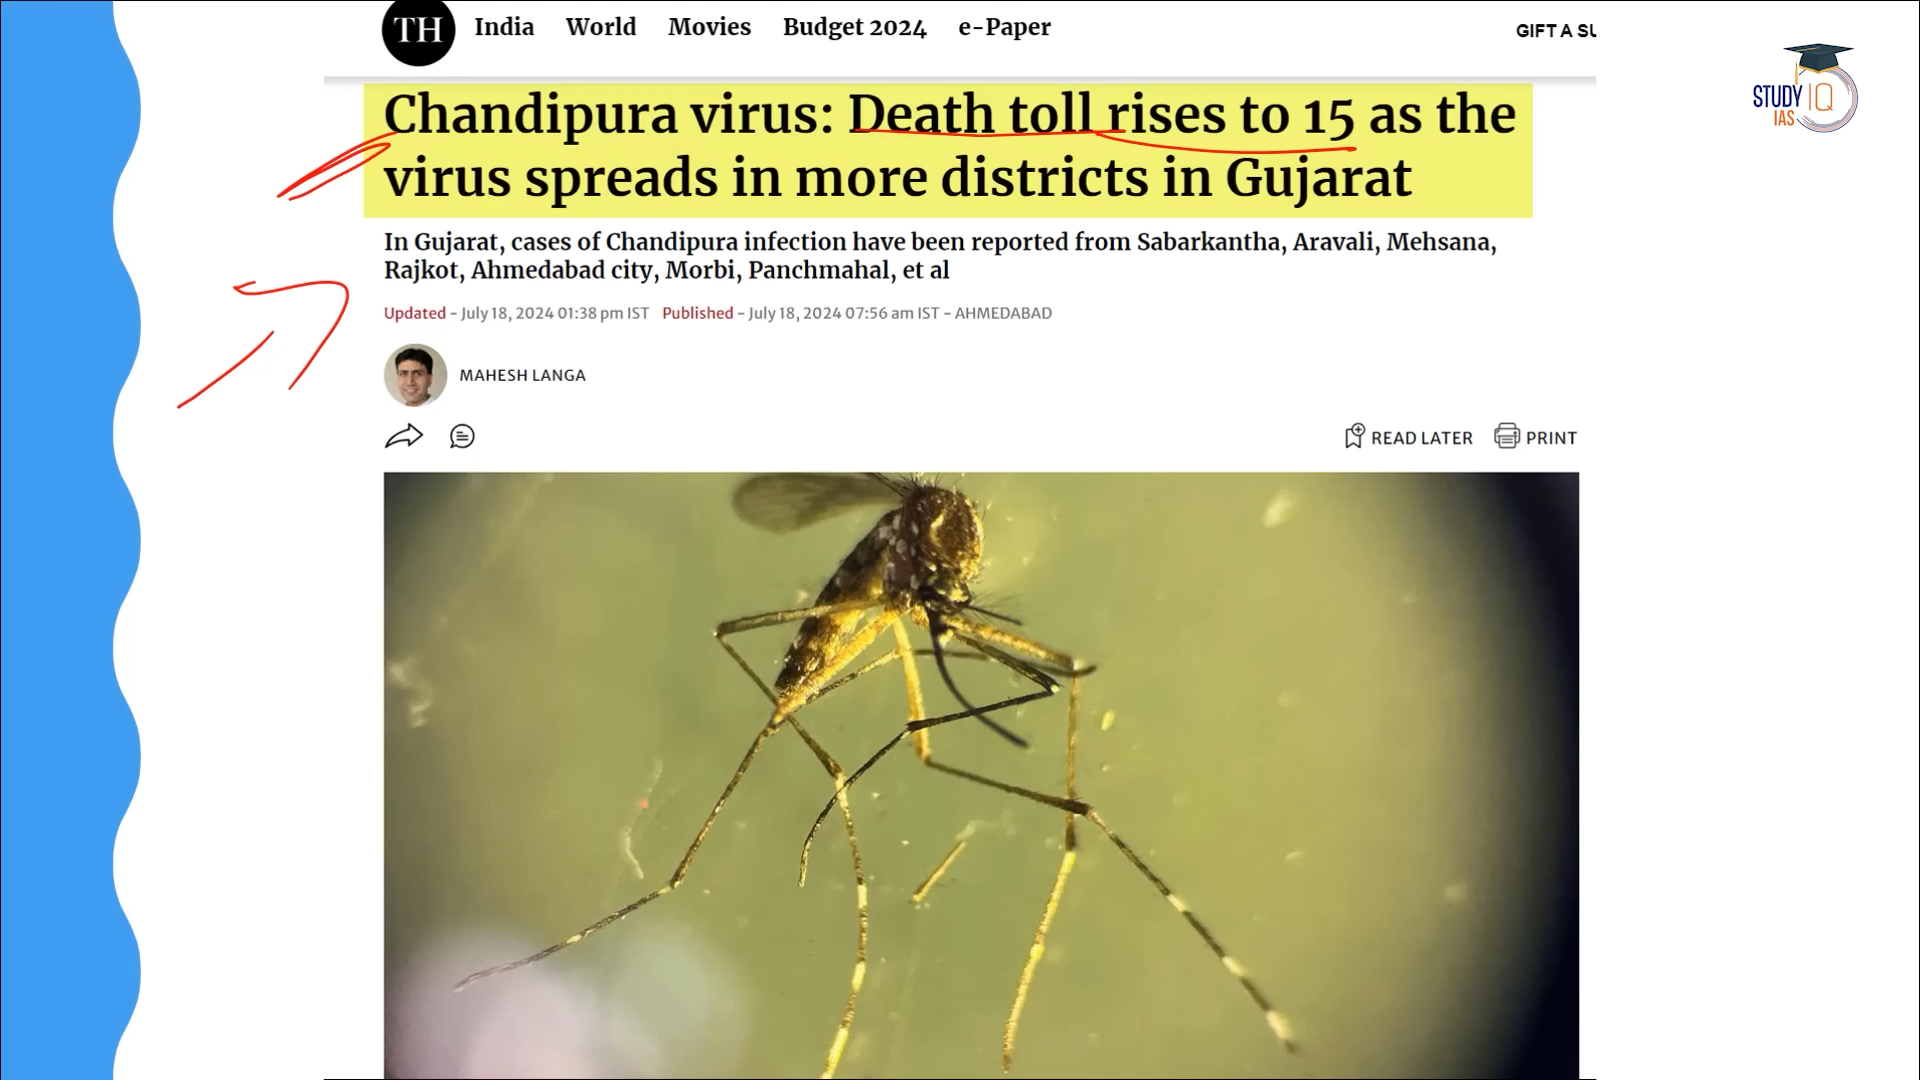 TH India World Movies Budget 2024 e-Paper GIFT A SU
STUDY IQ
IAS
Chandipura virus: Death toll rises to 15 as the
virus spreads in more districts in Gujarat
In Gujarat, cases of Chandipura infection have been reported from Sabarkantha, Aravali, Mehsana,
Rajkot, Ahmedabad city, Morbi, Panchmahal, et al
Updated - July 18, 2024 01:38 pm IST Published - July 18, 2024 07:56 am IST - AHMEDABAD
MAHESH LANGA
READ LATER PRINT